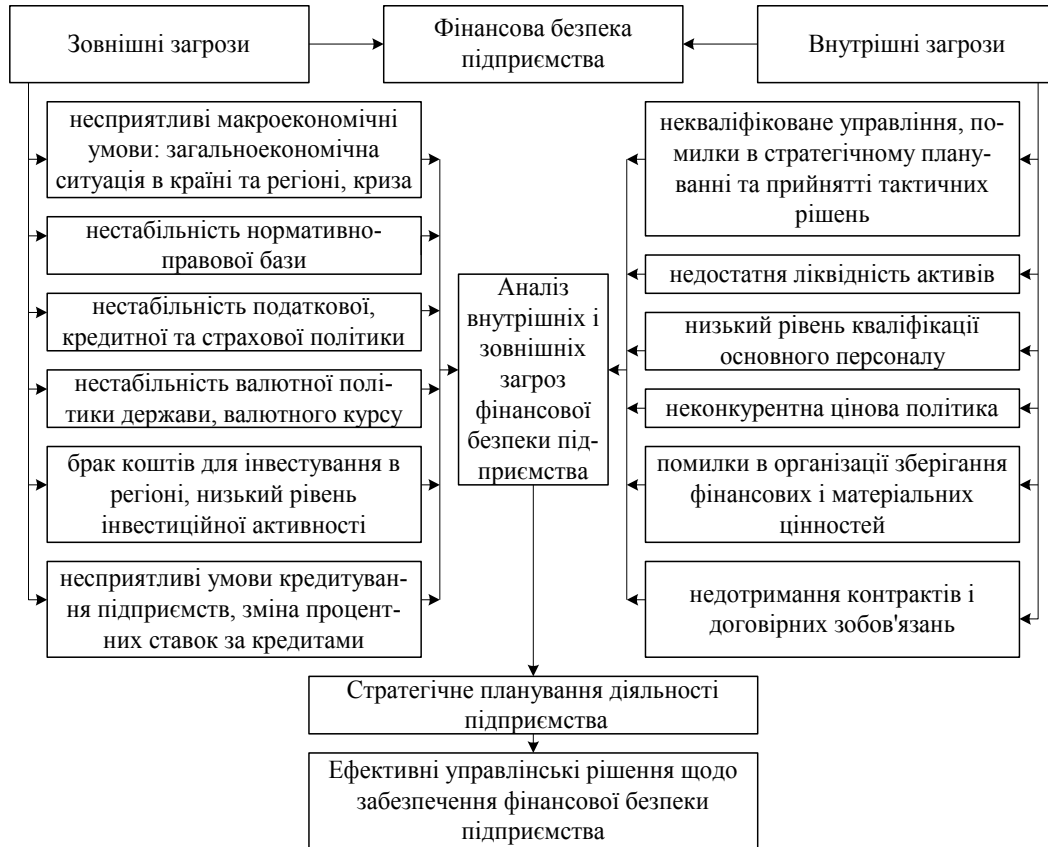 Зовнішні загрози
Фінансова безпека
підприємства
Внутрішні загрози
несприятливі макроекономічні
умови: загальноекономічна
ситуація в країні та регіоні, криза
нестабільність нормативно-
правової бази
нестабільність податкової,
кредитної та страхової політики
нестабільність валютної полі-
тики держави, валютного курсу
брак коштів для інвестування в
регіоні, низький рівень
інвестиційної активності
несприятливі умови кредитуван-
ня підприємств, зміна процент-
них ставок за кредитами
Аналіз
внутрішніх і
зовнішніх
загроз
фінансової
безпеки під-
приємства
некваліфіковане управління, по-
милки в стратегічному плану-
ванні та прийнятті тактичних
рішень
недостатня ліквідність активів
низький рівень кваліфікації
основного персоналу
неконкурентна цінова політика
помилки в організації зберігання
фінансових і матеріальних
цінностей
недотримання контрактів і
договірних зобов'язань
Стратегічне планування діяльності
підприємства
Ефективні управлінські рішення щодо
забезпечення фінансової безпеки
підприємства